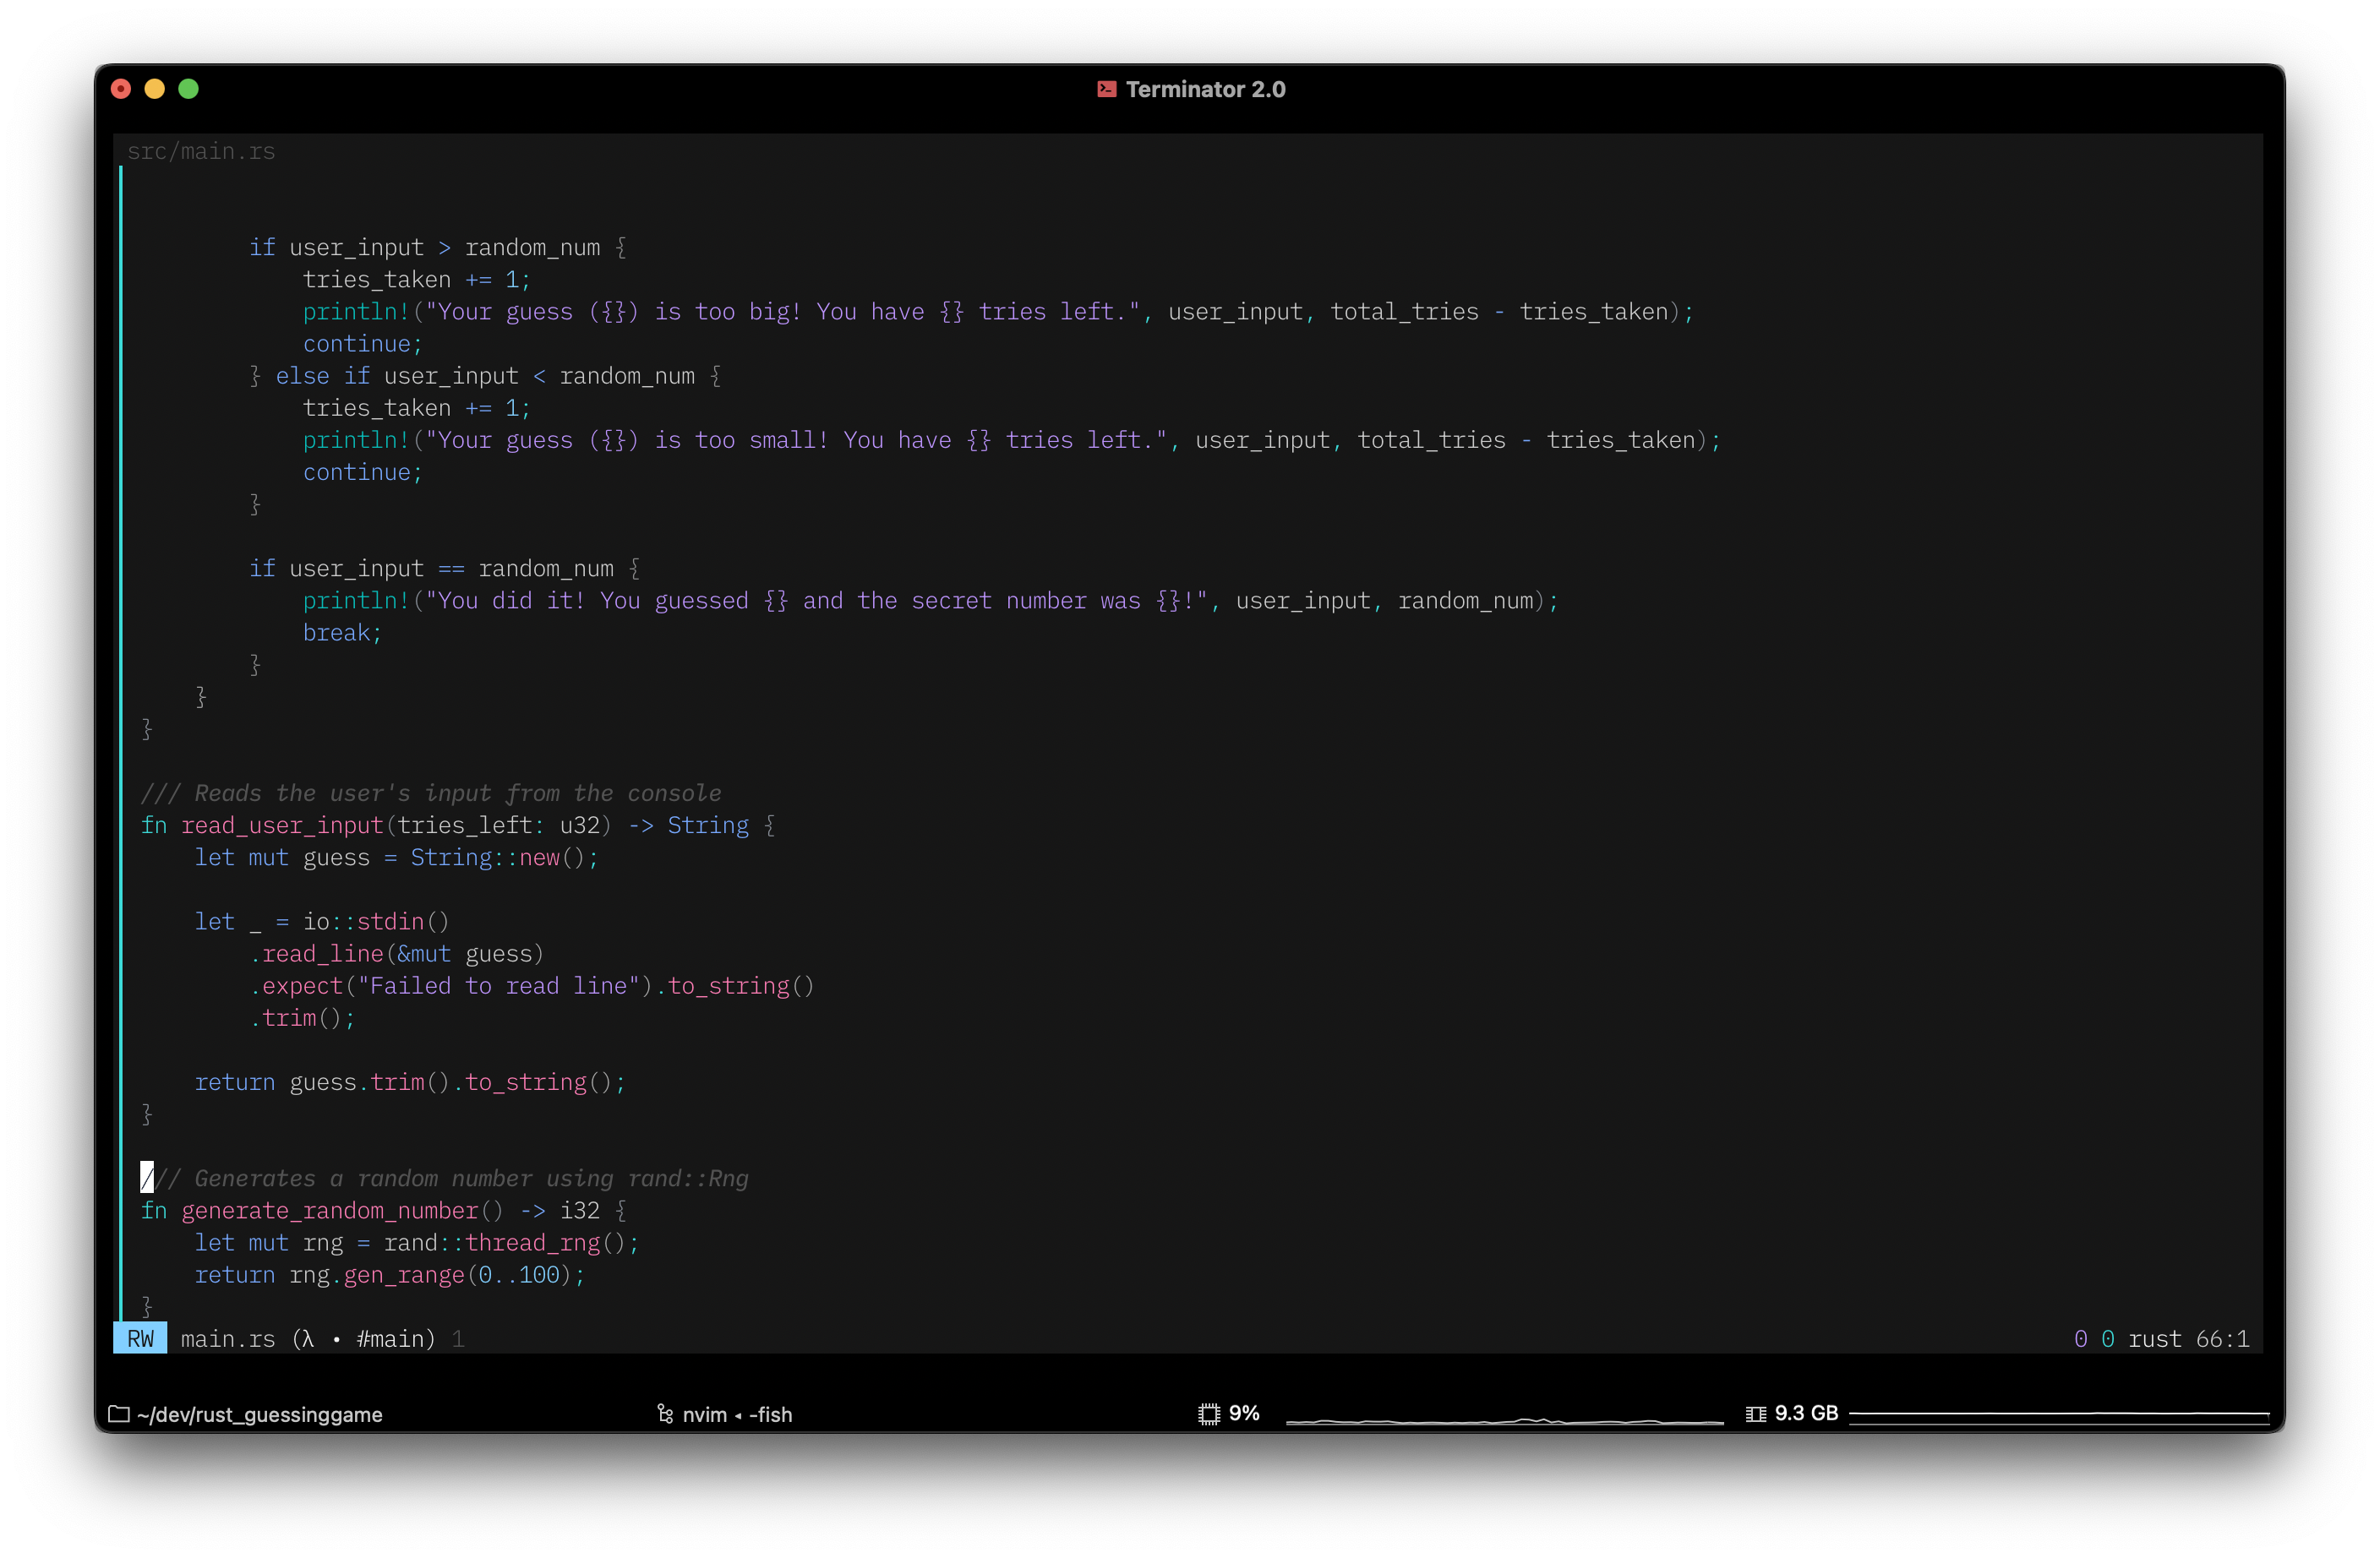 Terminator 2.0
src/main.rs
if user_input > random_num {
tries_taken += 1;
println!("Your guess ({}) is too big! You have {} tries left.", user_input, total_tries - tries_taken);
continue;
} else if user_input < random_num {
tries_taken += 1;
println!("Your guess ({}) is too small! You have {} tries left.", user_input, total_tries - tries_taken);
continue;
}
if user_input == random_num {
println!("You did it! You guessed {} and the secret number was {}!", user_input, random_num);
break;
}
}
}
/// Reads the user's input from the console
fn read_user_input(tries_left: u32) -> String {
let mut guess = String::new();
let _ = io::stdin()
.read_line(&mut guess)
.expect("Failed to read line").to_string()
.trim();
return guess.trim().to_string();
}
/// Generates a random number using rand::Rng
fn generate_random_number() -> i32 {
let mut rng = rand::thread_rng();
return rng.gen_range(0..100);
}
RW main.rs (λ • #main) 1 0 0 rust 66:1
~/dev/rust_guessinggame nvim ◂ -fish 9% 9.3 GB